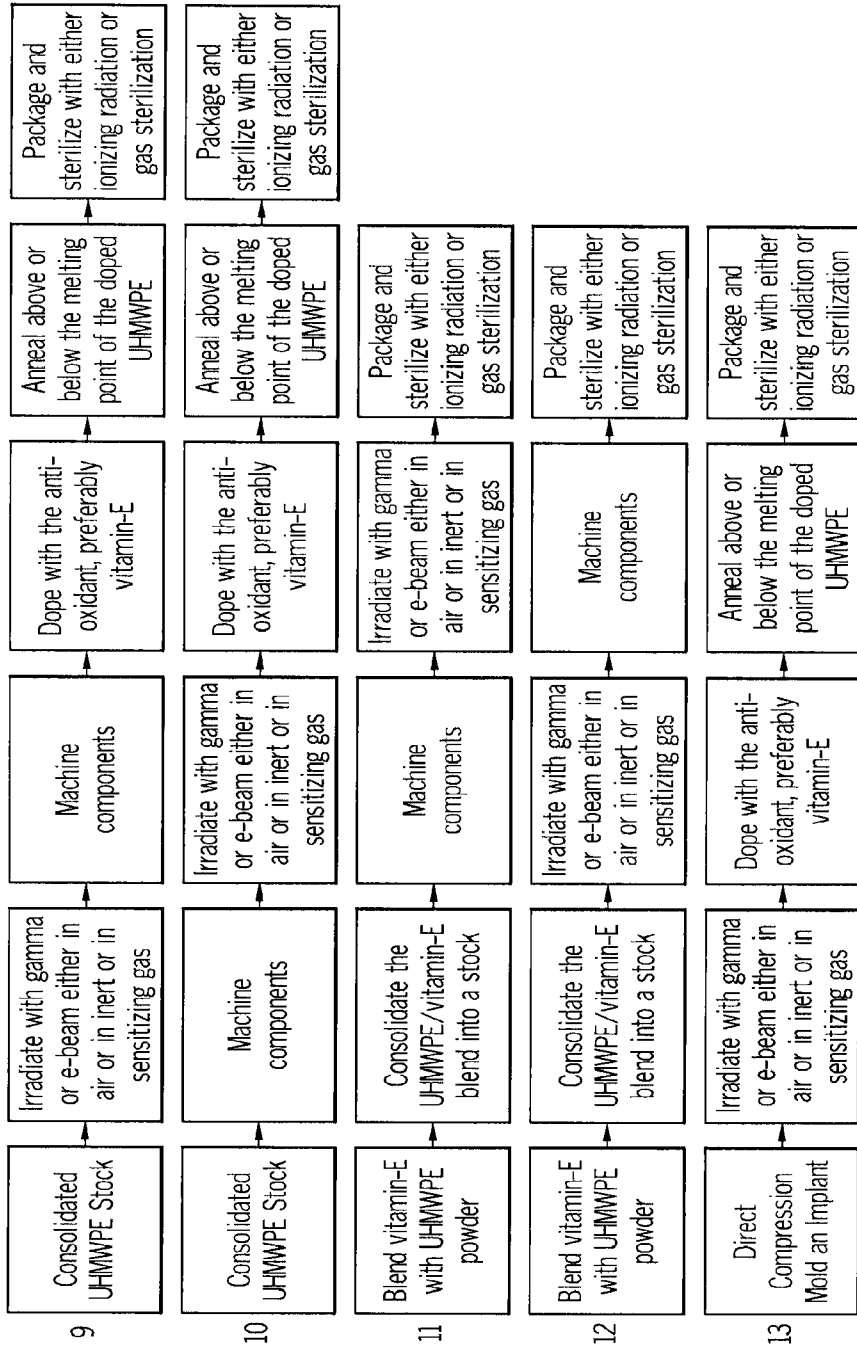 9
Consolidated
UHMWPE Stock
Irradiate with gamma
or e-beam either in
air or in inert or in
sensitizing gas
Machine
components
Dope with the anti-
oxidant, preferably
vitamin-E
Anneal above or
below the melting
point of the doped
UHMWPE
Package and
sterilize with either
ionizing radiation or
gas sterilization
10
Consolidated
UHMWPE Stock
Machine
components
Irradiate with gamma
or e-beam either in
air or in inert or in
sensitizing gas
Dope with the anti-
oxidant, preferably
vitamin-E
Anneal above or
below the melting
point of the doped
UHMWPE
Package and
sterilize with either
ionizing radiation or
gas sterilization
11
Blend vitamin-E
with UHMWPE
powder
Consolidate the
UHMWPE/vitamin-E
blend into a stock
Machine
components
Irradiate with gamma
or e-beam either in
air or in inert or in
sensitizing gas
Package and
sterilize with either
ionizing radiation or
gas sterilization
12
Blend vitamin-E
with UHMWPE
powder
Consolidate the
UHMWPE/vitamin-E
blend into a stock
Irradiate with gamma
or e-beam either in
air or in inert or in
sensitizing gas
Machine
components
Package and
sterilize with either
ionizing radiation or
gas sterilization
13
Direct
Compression
Mold an Implant
Irradiate with gamma
or e-beam either in
air or in inert or in
sensitizing gas
Dope with the anti-
oxidant, preferably
vitamin-E
Anneal above or
below the melting
point of the doped
UHMWPE
Package and
sterilize with either
ionizing radiation or
gas sterilization